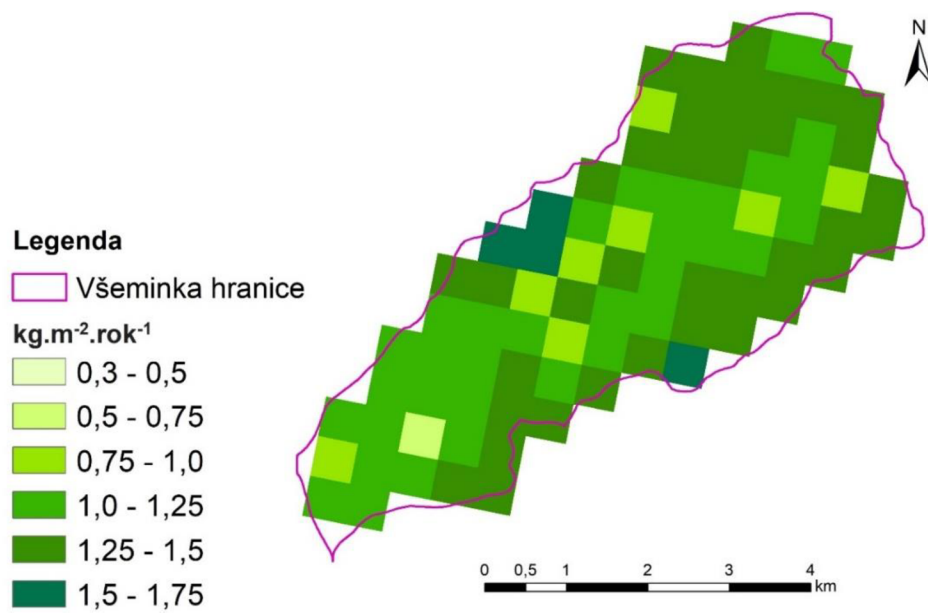 N
Legenda
Všeminka hranice
kg.m⁻².rok⁻¹
0,3 - 0,5
0,5 - 0,75
0,75 - 1,0
1,0 - 1,25
1,25 - 1,5
1,5 - 1,75
0 0,5 1 2 3 4
km